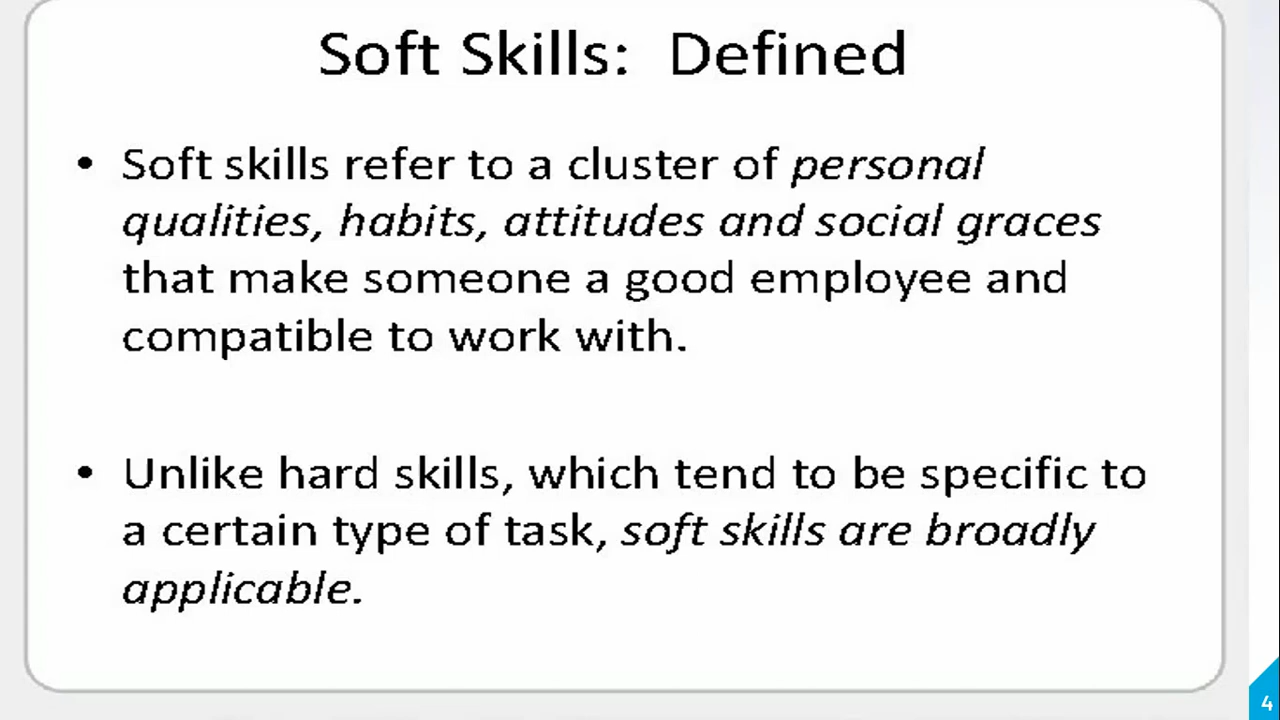 Soft Skills:  Defined
• Soft skills refer to a cluster of personal
qualities, habits, attitudes and social graces
that make someone a good employee and
compatible to work with.
• Unlike hard skills, which tend to be specific to
a certain type of task, soft skills are broadly
applicable.
4